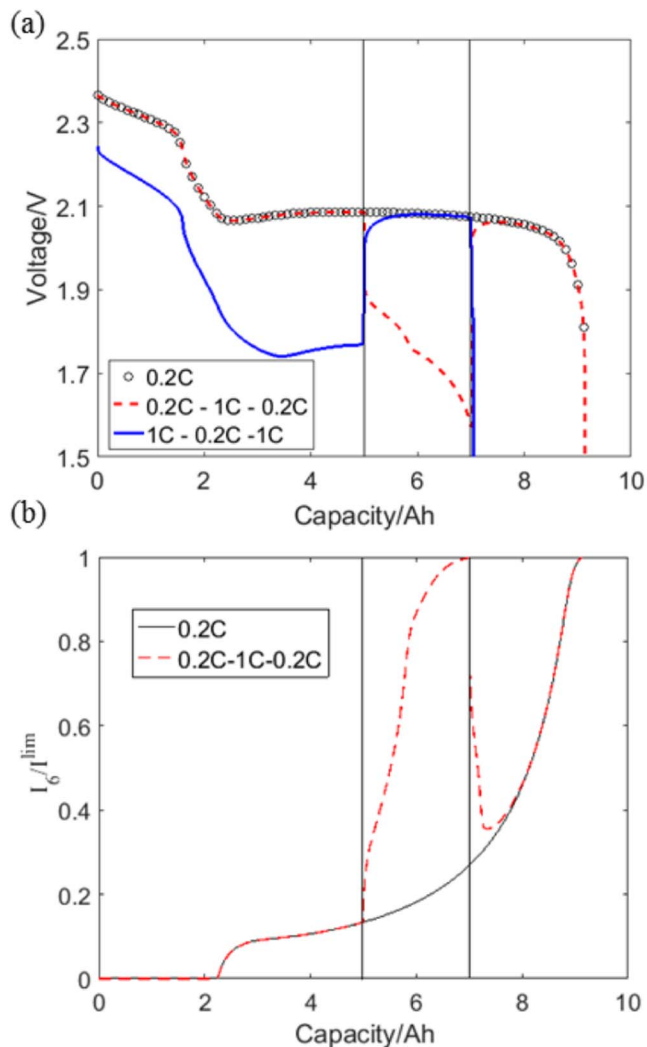 (a)
2.5
2.3
2.1
1.9
1.7
1.5
Voltage/V
0.2C
0.2C - 1C - 0.2C
1C - 0.2C -1C
0 2 4 6 8 10
Capacity/Ah
(b)
1
0.8
0.6
0.4
0.2
0
I6/Ilim
0.2C
0.2C-1C-0.2C
0 2 4 6 8 10
Capacity/Ah